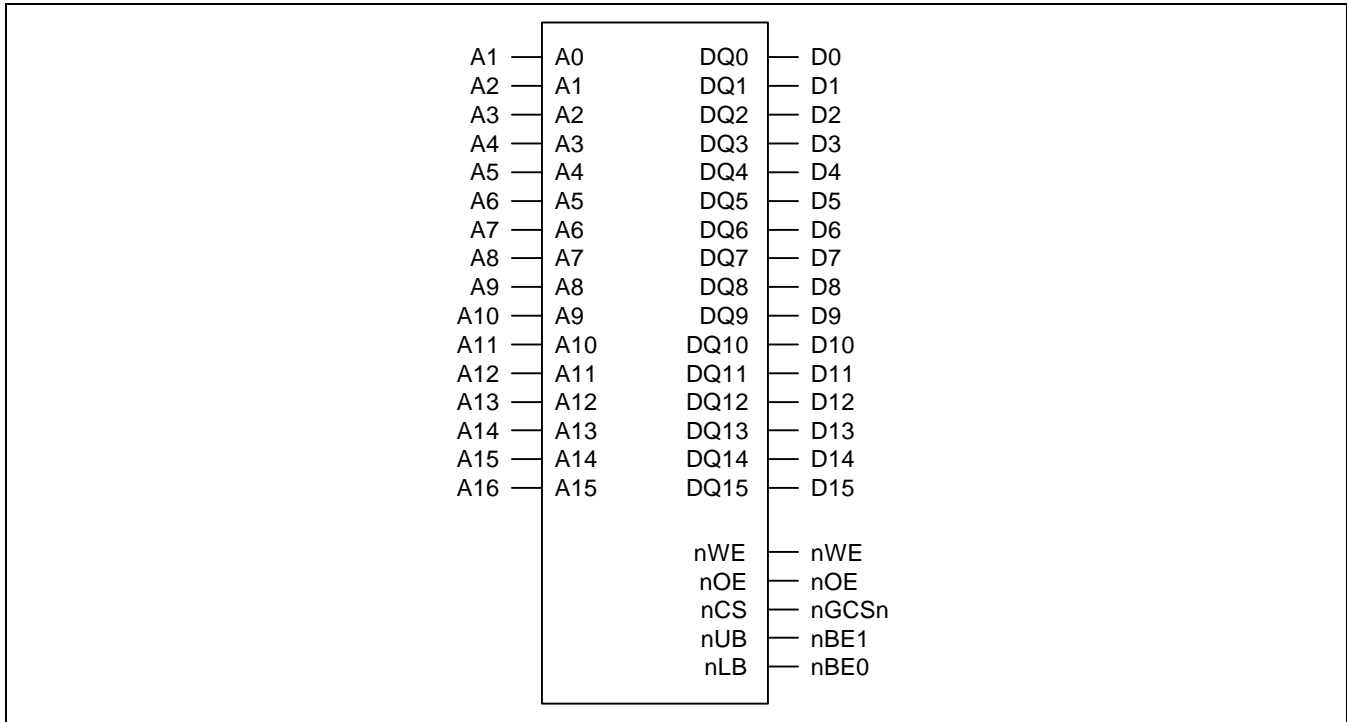 A1 A0 DQ0 D0
A2 A1 DQ1 D1
A3 A2 DQ2 D2
A4 A3 DQ3 D3
A5 A4 DQ4 D4
A6 A5 DQ5 D5
A7 A6 DQ6 D6
A8 A7 DQ7 D7
A9 A8 DQ8 D8
A10 A9 DQ9 D9
A11 A10 DQ10 D10
A12 A11 DQ11 D11
A13 A12 DQ12 D12
A14 A13 DQ13 D13
A15 A14 DQ14 D14
A16 A15 DQ15 D15
nWE nWE
nOE nOE
nCS nGCSn
nUB nBE1
nLB nBE0